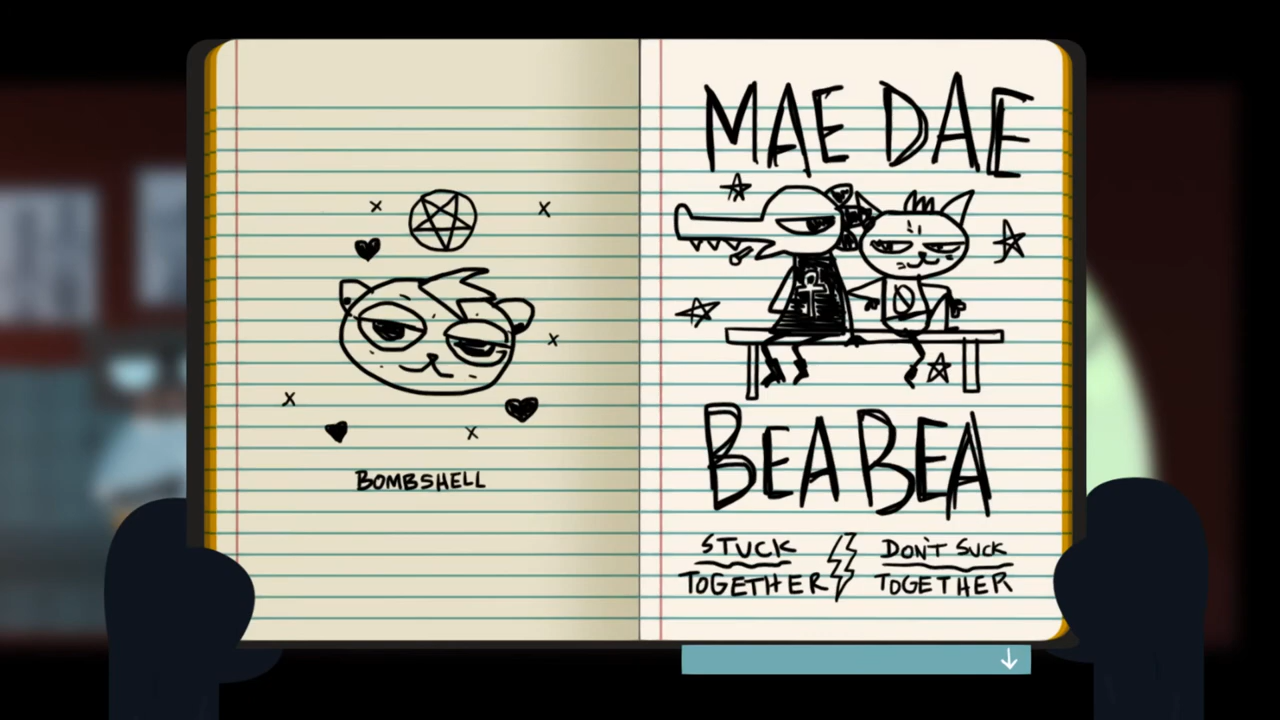 BOMBSHELL
MAE DAE
BEA BEA
STUCK TOGETHER
DON'T SUCK TOGETHER